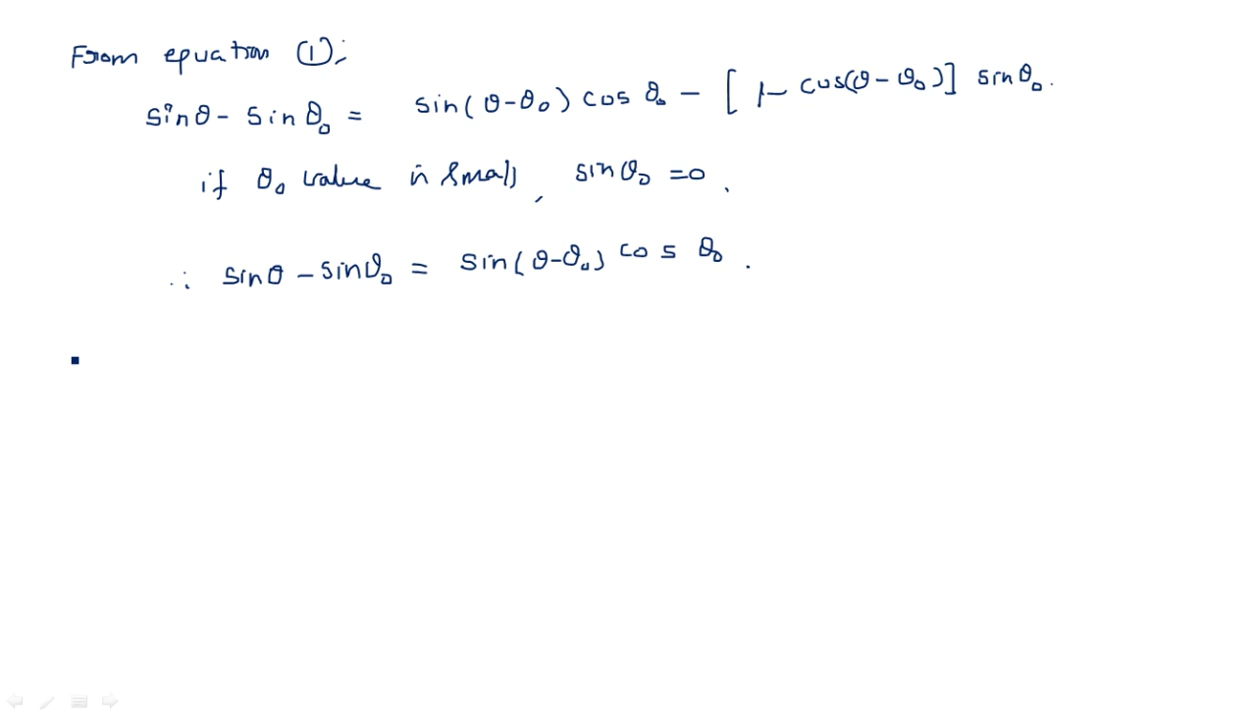 From equation (1);
sinθ - sinθ₀ = sin(θ-θ₀) cos θ₀ - [1- cos(θ-θ₀)] sinθ₀.
if θ₀ value is small, sinθ₀ =0.
∴ sinθ - sinθ₀ = sin(θ-θ₀) cos θ₀.